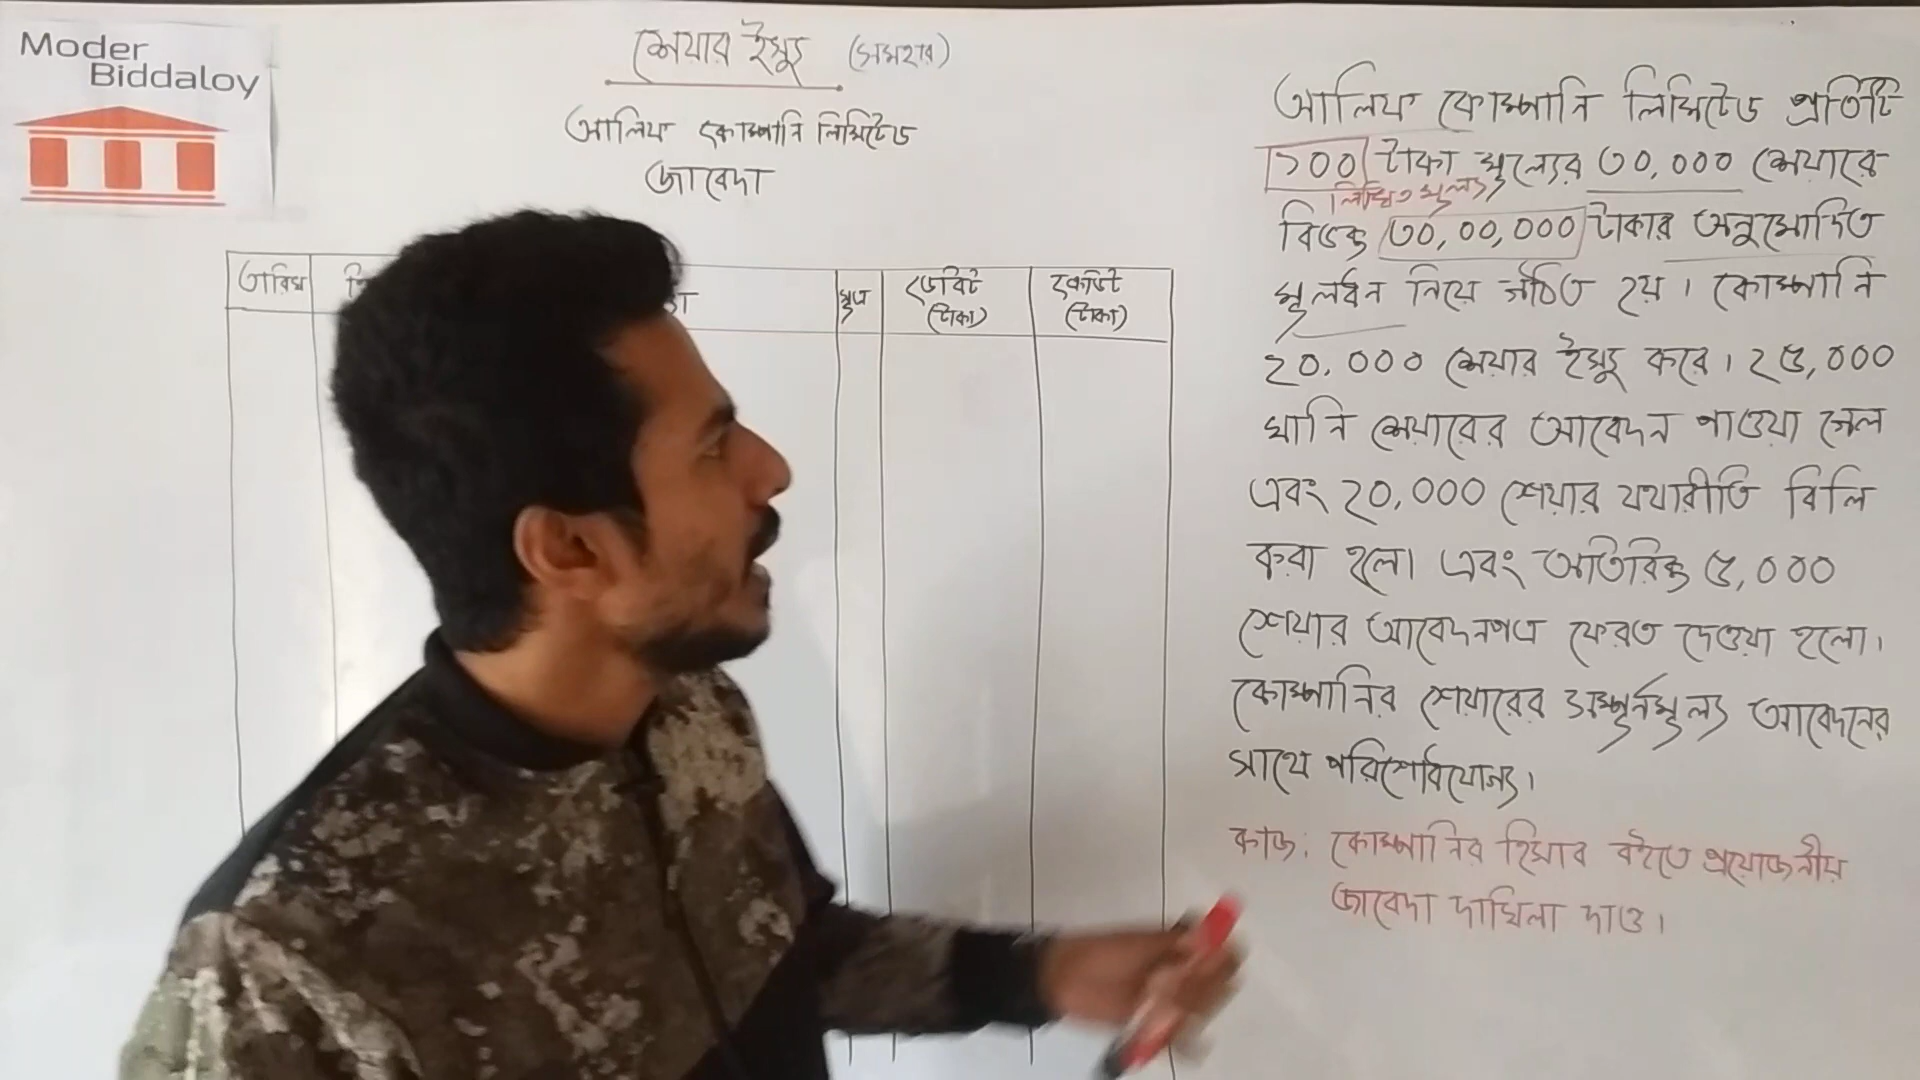 Moder
Biddaloy
শেয়ার ইস্যু (সমহার)
আলিফ কোম্পানি লিমিটেড
জাবেদা
তারিখ
সূত্র
ডেবিট
(টাকা)
ক্রেডিট
(টাকা)
আলিফ কোম্পানি লিমিটেড প্রতিটি
১০০ টাকা মূল্যের ৩০,০০০ শেয়ারে
লিখিত মূল্য
বিভক্ত ৩০,০০,০০০ টাকার অনুমোদিত
মূলধন নিয়ে গঠিত হয়। কোম্পানি
২০,০০০ শেয়ার ইস্যু করে। ২৫,০০০
খানি শেয়ারের আবেদন পাওয়া গেল
এবং ২০,০০০ শেয়ার যথারীতি বিলি
করা হলো। এবং অতিরিক্ত ৫,০০০
শেয়ার আবেদনপত্র ফেরত দেওয়া হলো।
কোম্পানির শেয়ারের সম্পূর্নমূল্য আবেদনের
সাথে পরিশোধযোগ্য।
কাজ: কোম্পানির হিসাব বইতে প্রয়োজনীয়
জাবেদা দাখিলা দাও।